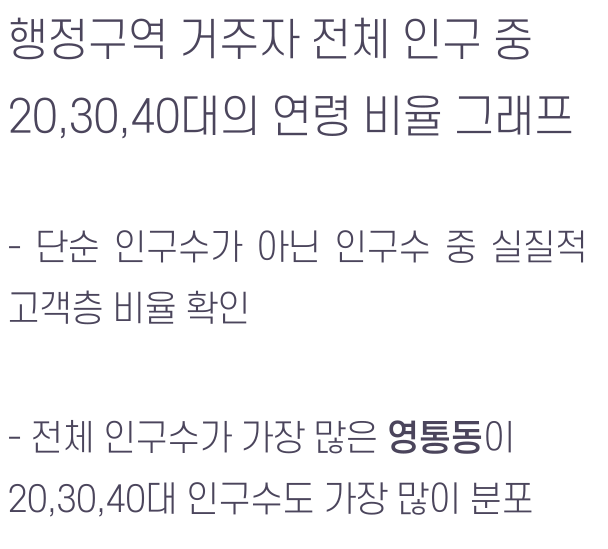 행정구역 거주자 전체 인구 중
20,30,40대의 연령 비율 그래프
- 단순 인구수가 아닌 인구수 중 실질적
고객층 비율 확인
- 전체 인구수가 가장 많은 영통동이
20,30,40대 인구수도 가장 많이 분포